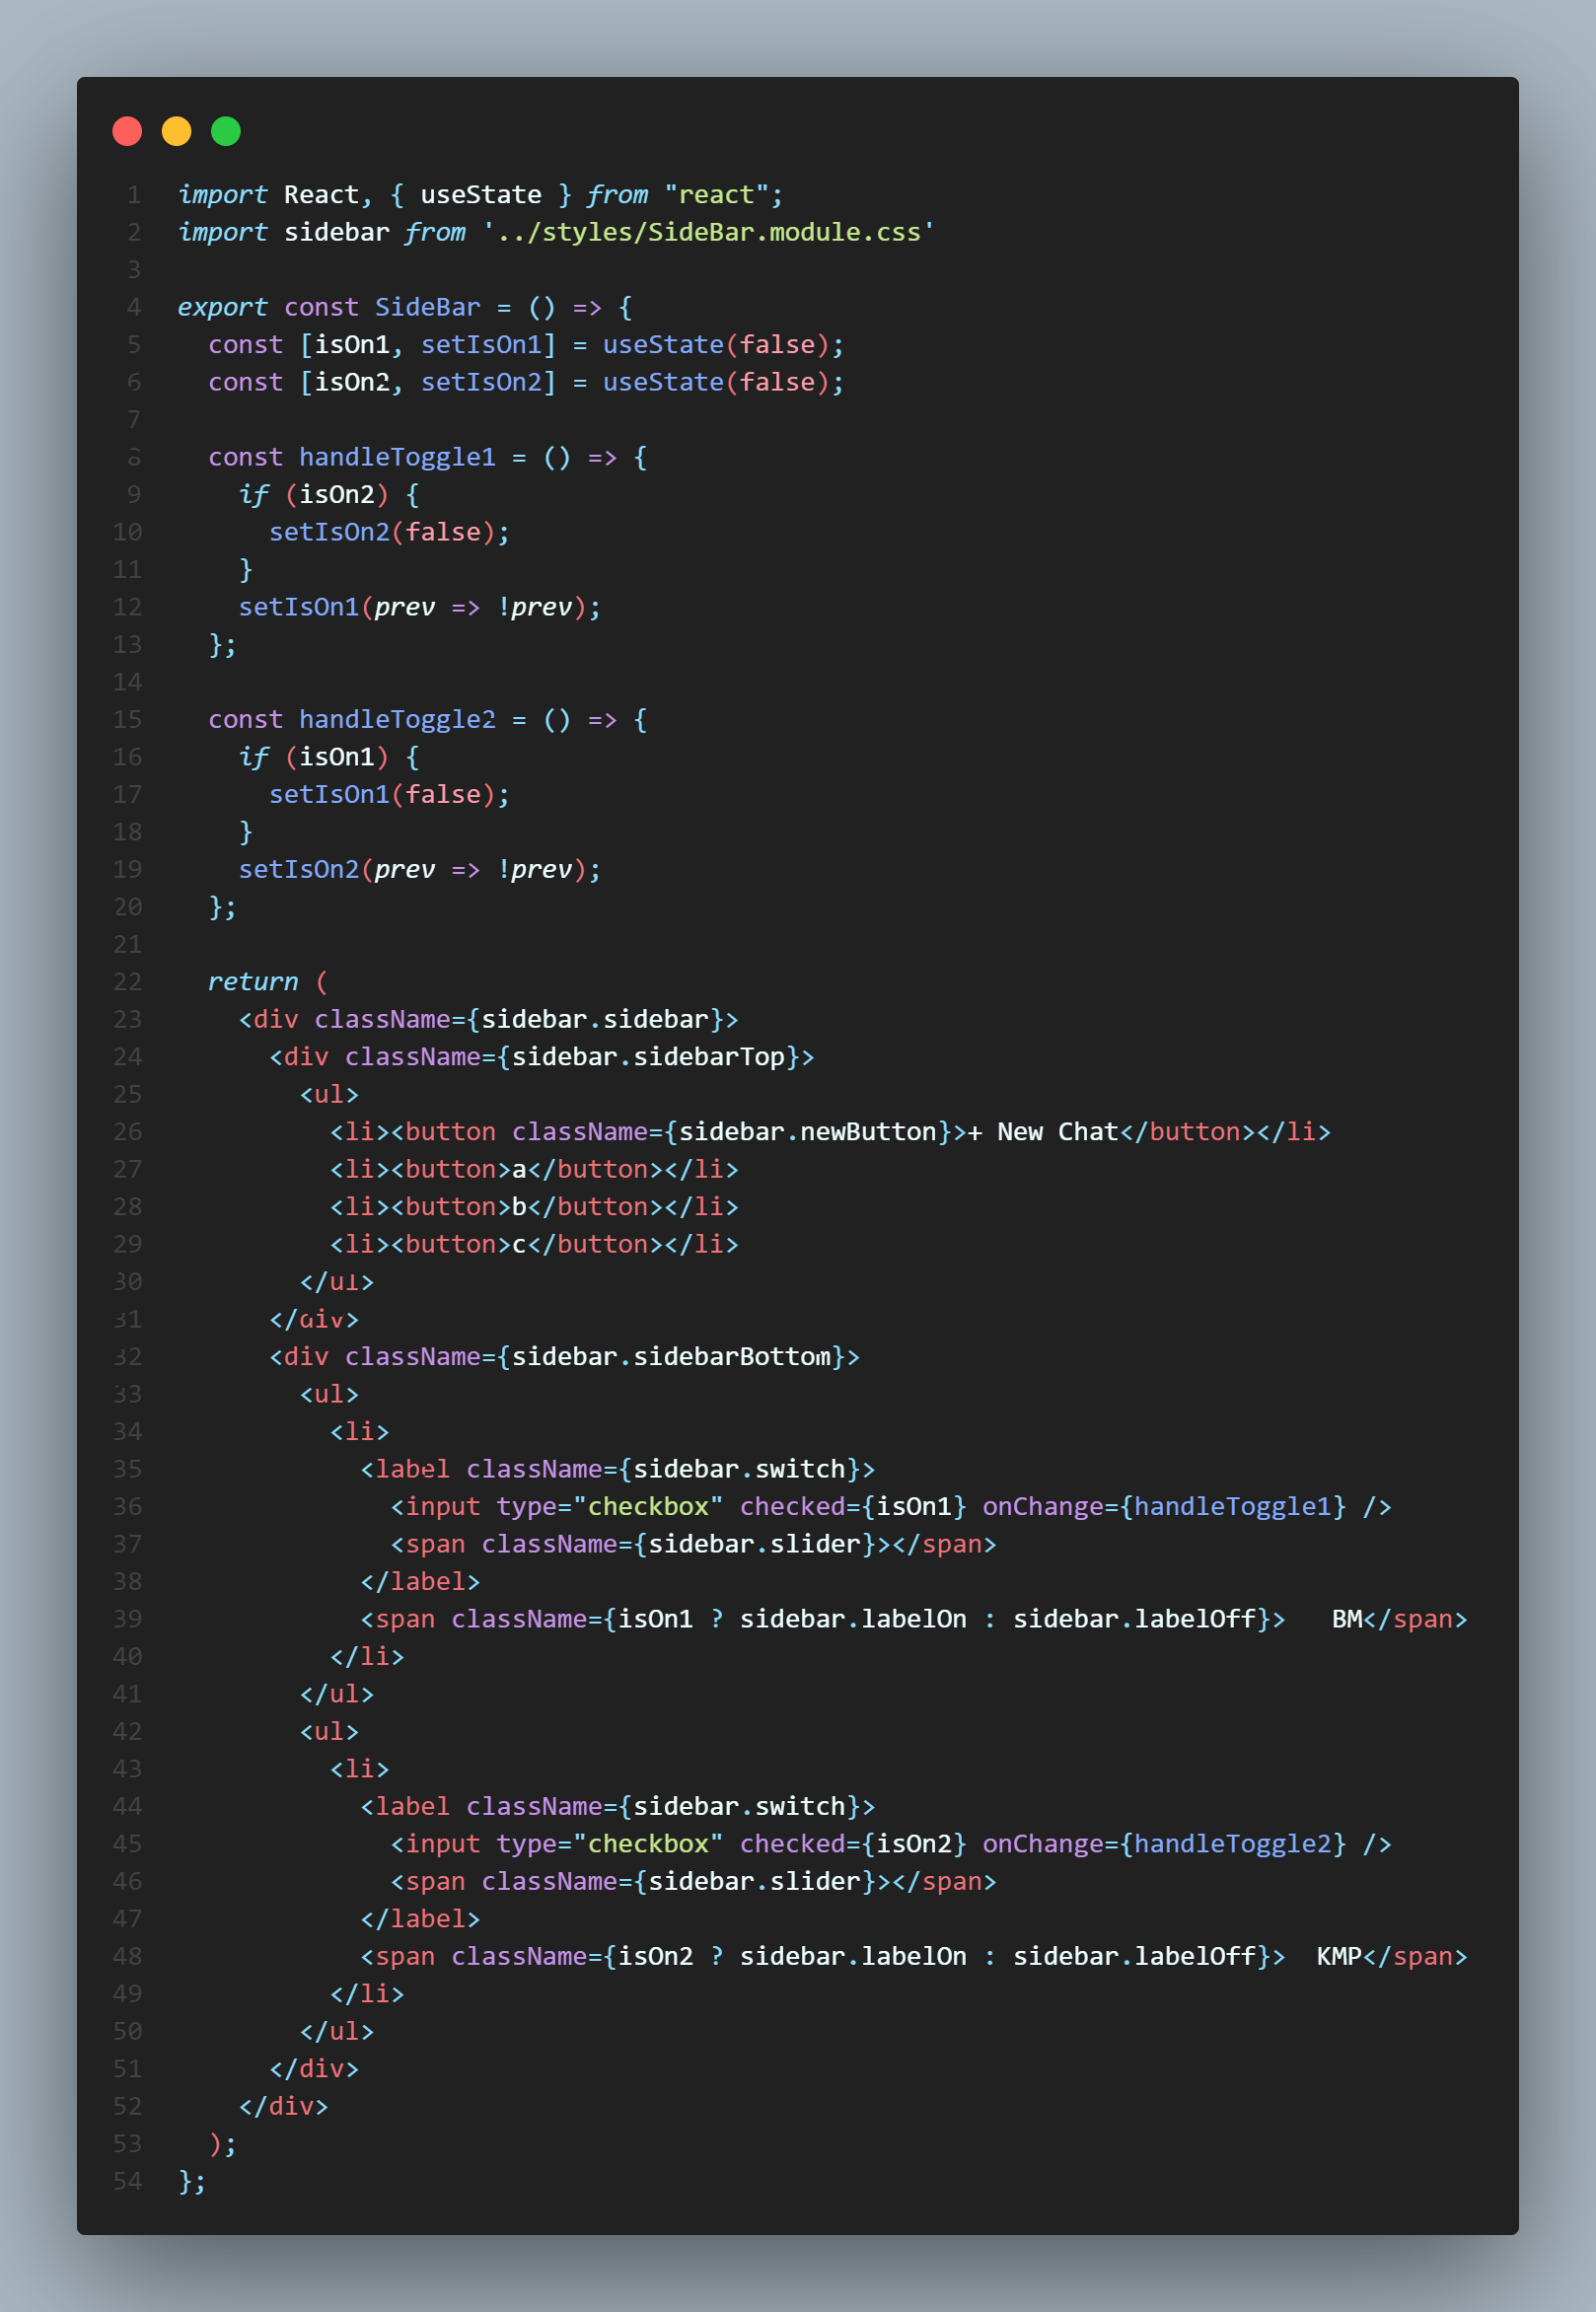 1 import React, { useState } from "react";
2 import sidebar from '../styles/SideBar.module.css'
3
4 export const SideBar = () => {
5   const [isOn1, setIsOn1] = useState(false);
6   const [isOn2, setIsOn2] = useState(false);
7
8   const handleToggle1 = () => {
9     if (isOn2) {
10       setIsOn2(false);
11     }
12     setIsOn1(prev => !prev);
13   };
14
15   const handleToggle2 = () => {
16     if (isOn1) {
17       setIsOn1(false);
18     }
19     setIsOn2(prev => !prev);
20   };
21
22   return (
23     <div className={sidebar.sidebar}>
24       <div className={sidebar.sidebarTop}>
25         <ul>
26           <li><button className={sidebar.newButton}>+ New Chat</button></li>
27           <li><button>a</button></li>
28           <li><button>b</button></li>
29           <li><button>c</button></li>
30         </ul>
31       </div>
32       <div className={sidebar.sidebarBottom}>
33         <ul>
34           <li>
35             <label className={sidebar.switch}>
36               <input type="checkbox" checked={isOn1} onChange={handleToggle1} />
37               <span className={sidebar.slider}></span>
38             </label>
39             <span className={isOn1 ? sidebar.labelOn : sidebar.labelOff}>   BM</span>
40           </li>
41         </ul>
42         <ul>
43           <li>
44             <label className={sidebar.switch}>
45               <input type="checkbox" checked={isOn2} onChange={handleToggle2} />
46               <span className={sidebar.slider}></span>
47             </label>
48             <span className={isOn2 ? sidebar.labelOn : sidebar.labelOff}>  KMP</span>
49           </li>
50         </ul>
51       </div>
52     </div>
53   );
54 };